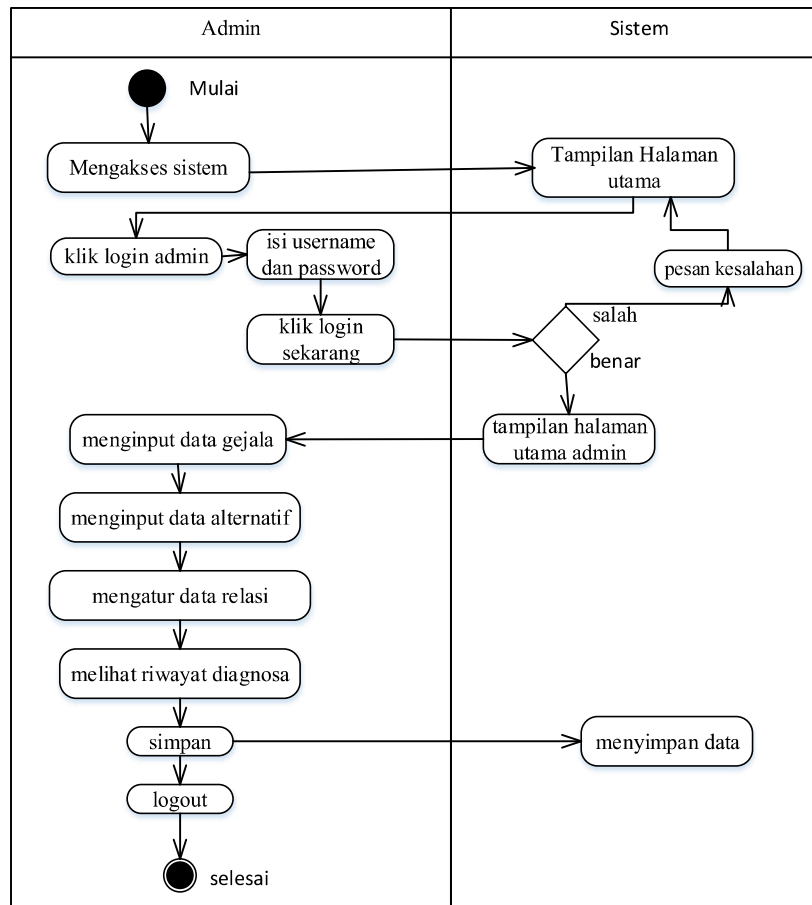 Admin
Sistem
Mulai
Mengakses sistem
Tampilan Halaman
utama
klik login admin
isi username
dan password
pesan kesalahan
klik login
sekarang
salah
benar
menginput data gejala
tampilan halaman
utama admin
menginput data alternatif
mengatur data relasi
melihat riwayat diagnosa
simpan
menyimpan data
logout
selesai